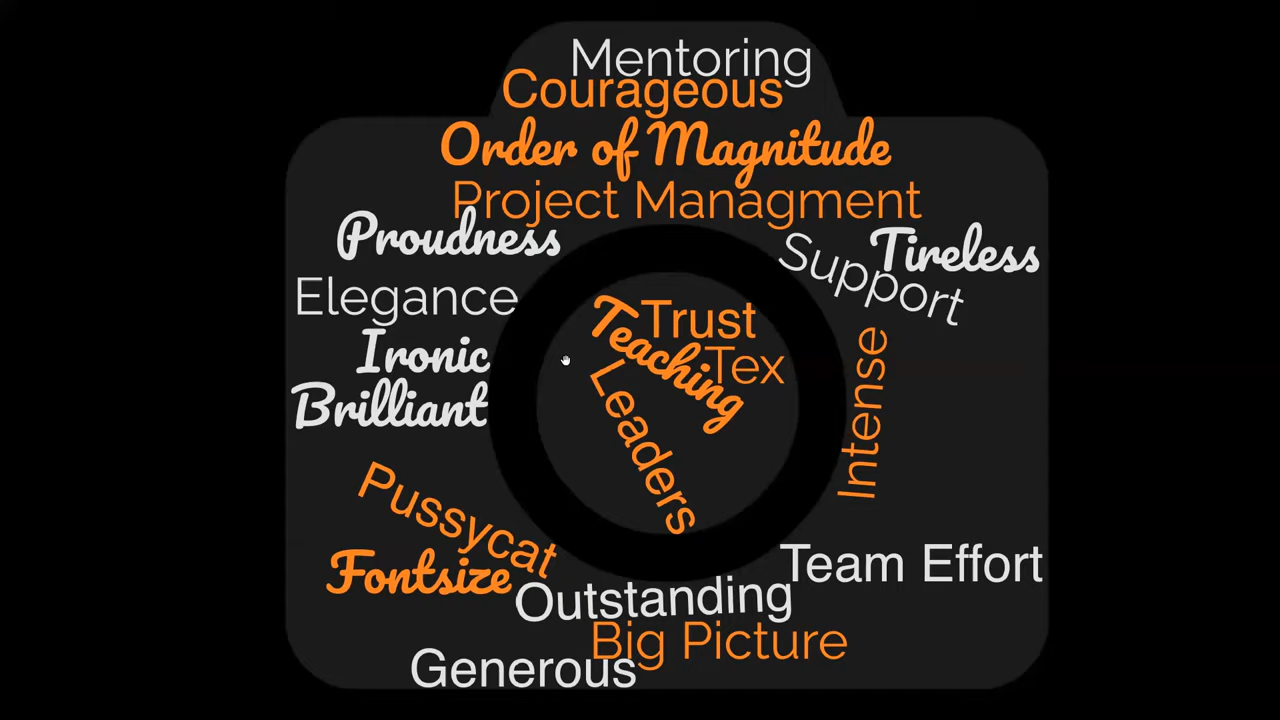 Mentoring
Courageous
Order of Magnitude
Project Managment
Proudness
Support
Tireless
Elegance
Trust
Teaching
Tex
Ironic
Brilliant
Leaders
Intense
Pussycat
Fontsize
Team Effort
Outstanding
Big Picture
Generous